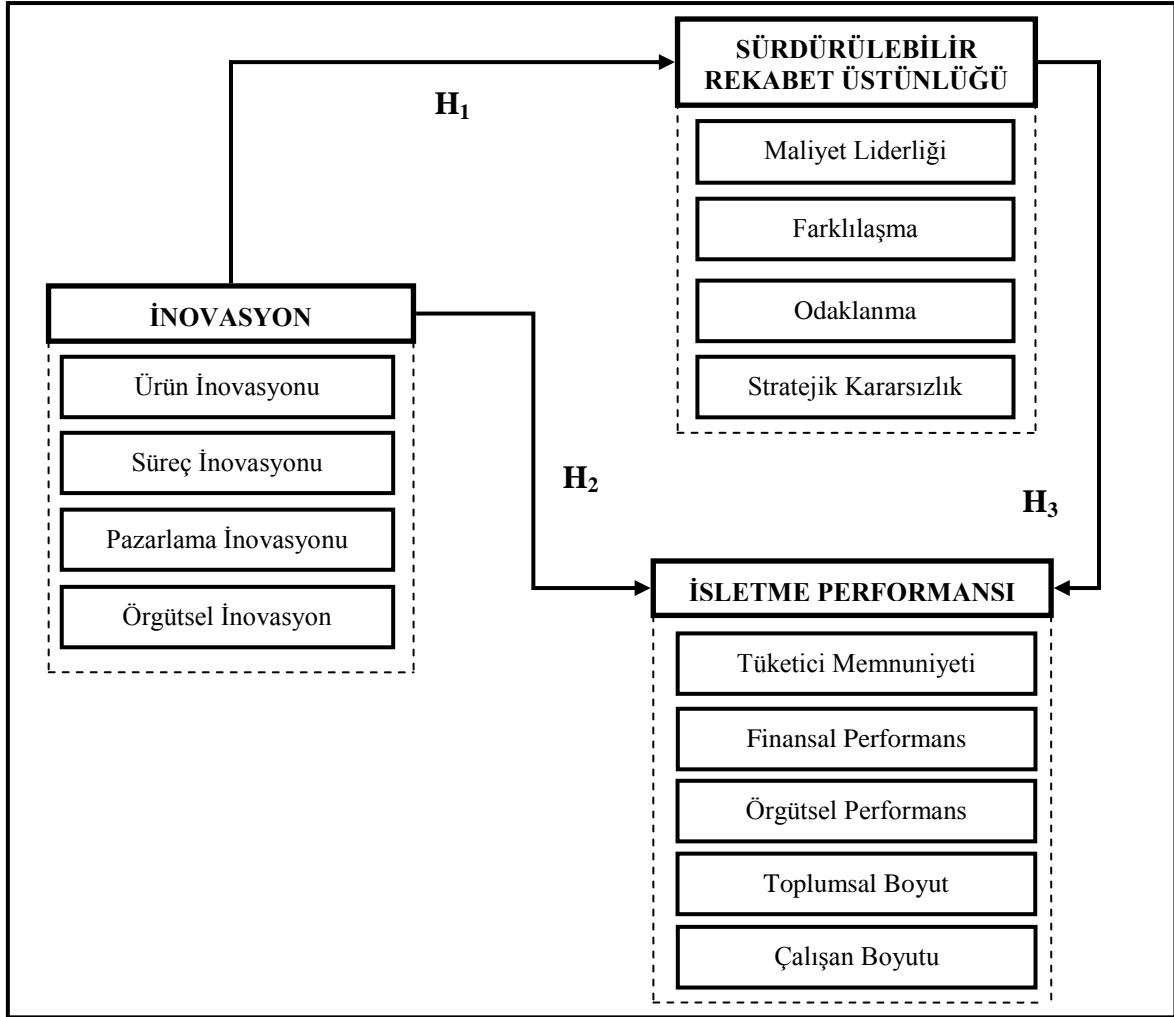 SÜRDÜRÜLEBİLİR
REKABET ÜSTÜNLÜĞÜ
H₁
Maliyet Liderliği
Farklılaşma
Odaklanma
Stratejik Kararsızlık
İNOVASYON
Ürün İnovasyonu
Süreç İnovasyonu
Pazarlama İnovasyonu
Örgütsel İnovasyon
H₂
H₃
İSLETME PERFORMANSI
Tüketici Memnuniyeti
Finansal Performans
Örgütsel Performans
Toplumsal Boyut
Çalışan Boyutu